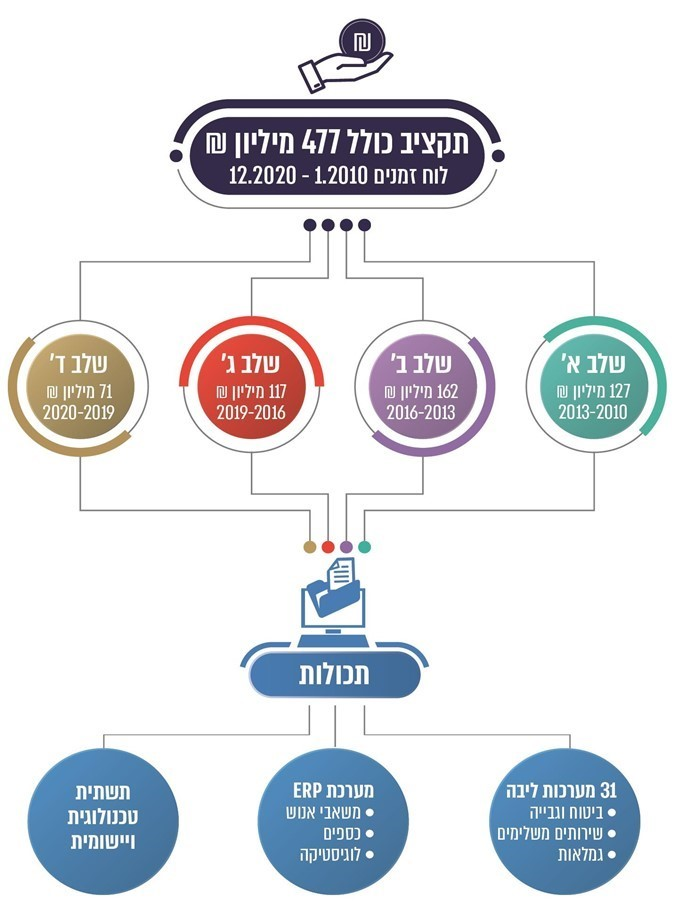 ₪
תקציב כולל 477 מיליון ₪
לוח זמנים 1.2010 - 12.2020
שלב א'
127 מיליון ₪
2013-2010
שלב ב'
162 מיליון ₪
2016-2013
שלב ג'
117 מיליון ₪
2019-2016
שלב ד'
71 מיליון ₪
2020-2019
תכולות
31 מערכות ליבה
• ביטוח וגבייה
• שירותים משלימים
• גמלאות
מערכת ERP
• משאבי אנוש
• כספים
• לוגיסטיקה
תשתית
טכנולוגית
ויישומית